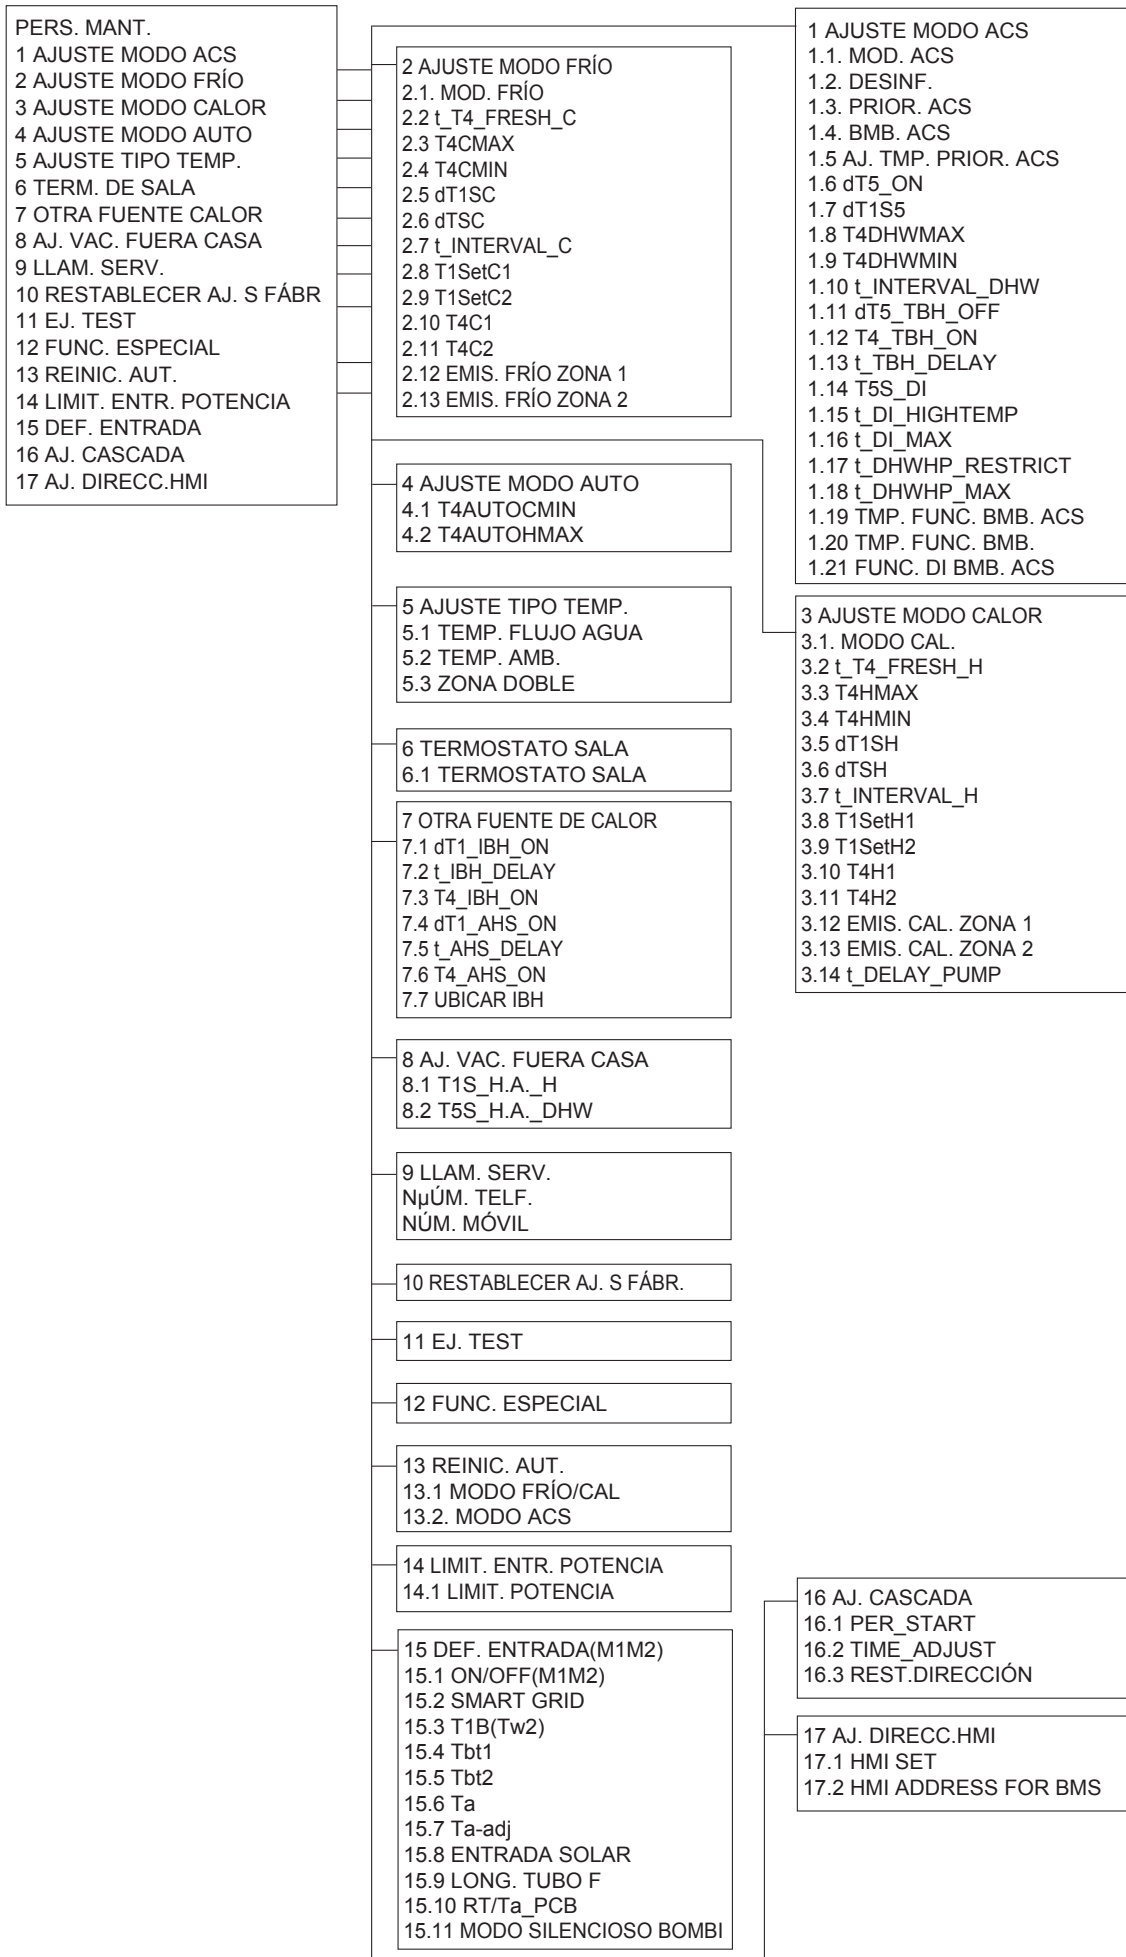 PERS. MANT.
1 AJUSTE MODO ACS
2 AJUSTE MODO FRÍO
3 AJUSTE MODO CALOR
4 AJUSTE MODO AUTO
5 AJUSTE TIPO TEMP.
6 TERM. DE SALA
7 OTRA FUENTE CALOR
8 AJ. VAC. FUERA CASA
9 LLAM. SERV.
10 RESTABLECER AJ. S FÁBR
11 EJ. TEST
12 FUNC. ESPECIAL
13 REINIC. AUT.
14 LIMIT. ENTR. POTENCIA
15 DEF. ENTRADA
16 AJ. CASCADA
17 AJ. DIRECC.HMI
1 AJUSTE MODO ACS
1.1. MOD. ACS
1.2. DESINF.
1.3. PRIOR. ACS
1.4. BMB. ACS
1.5 AJ. TMP. PRIOR. ACS
1.6 dT5_ON
1.7 dT1S5
1.8 T4DHWMAX
1.9 T4DHWMIN
1.10 t_INTERVAL_DHW
1.11 dT5_TBH_OFF
1.12 T4_TBH_ON
1.13 t_TBH_DELAY
1.14 T5S_DI
1.15 t_DI_HIGHTEMP
1.16 t_DI_MAX
1.17 t_DHWHP_RESTRICT
1.18 t_DHWHP_MAX
1.19 TMP. FUNC. BMB. ACS
1.20 TMP. FUNC. BMB.
1.21 FUNC. DI BMB. ACS
2 AJUSTE MODO FRÍO
2.1. MOD. FRÍO
2.2 t_T4_FRESH_C
2.3 T4CMAX
2.4 T4CMIN
2.5 dT1SC
2.6 dTSC
2.7 t_INTERVAL_C
2.8 T1SetC1
2.9 T1SetC2
2.10 T4C1
2.11 T4C2
2.12 EMIS. FRÍO ZONA 1
2.13 EMIS. FRÍO ZONA 2
3 AJUSTE MODO CALOR
3.1. MODO CAL.
3.2 t_T4_FRESH_H
3.3 T4HMAX
3.4 T4HMIN
3.5 dT1SH
3.6 dTSH
3.7 t_INTERVAL_H
3.8 T1SetH1
3.9 T1SetH2
3.10 T4H1
3.11 T4H2
3.12 EMIS. CAL. ZONA 1
3.13 EMIS. CAL. ZONA 2
3.14 t_DELAY_PUMP
4 AJUSTE MODO AUTO
4.1 T4AUTOCMIN
4.2 T4AUTOHMAX
5 AJUSTE TIPO TEMP.
5.1 TEMP. FLUJO AGUA
5.2 TEMP. AMB.
5.3 ZONA DOBLE
6 TERMOSTATO SALA
6.1 TERMOSTATO SALA
7 OTRA FUENTE DE CALOR
7.1 dT1_IBH_ON
7.2 t_IBH_DELAY
7.3 T4_IBH_ON
7.4 dT1_AHS_ON
7.5 t_AHS_DELAY
7.6 T4_AHS_ON
7.7 UBICAR IBH
8 AJ. VAC. FUERA CASA
8.1 T1S_H.A._H
8.2 T5S_H.A._DHW
9 LLAM. SERV.
NµÚM. TELF.
NÚM. MÓVIL
10 RESTABLECER AJ. S FÁBR.
11 EJ. TEST
12 FUNC. ESPECIAL
13 REINIC. AUT.
13.1 MODO FRÍO/CAL
13.2. MODO ACS
14 LIMIT. ENTR. POTENCIA
14.1 LIMIT. POTENCIA
15 DEF. ENTRADA(M1M2)
15.1 ON/OFF(M1M2)
15.2 SMART GRID
15.3 T1B(Tw2)
15.4 Tbt1
15.5 Tbt2
15.6 Ta
15.7 Ta-adj
15.8 ENTRADA SOLAR
15.9 LONG. TUBO F
15.10 RT/Ta_PCB
15.11 MODO SILENCIOSO BOMBI
16 AJ. CASCADA
16.1 PER_START
16.2 TIME_ADJUST
16.3 REST.DIRECCIÓN
17 AJ. DIRECC.HMI
17.1 HMI SET
17.2 HMI ADDRESS FOR BMS